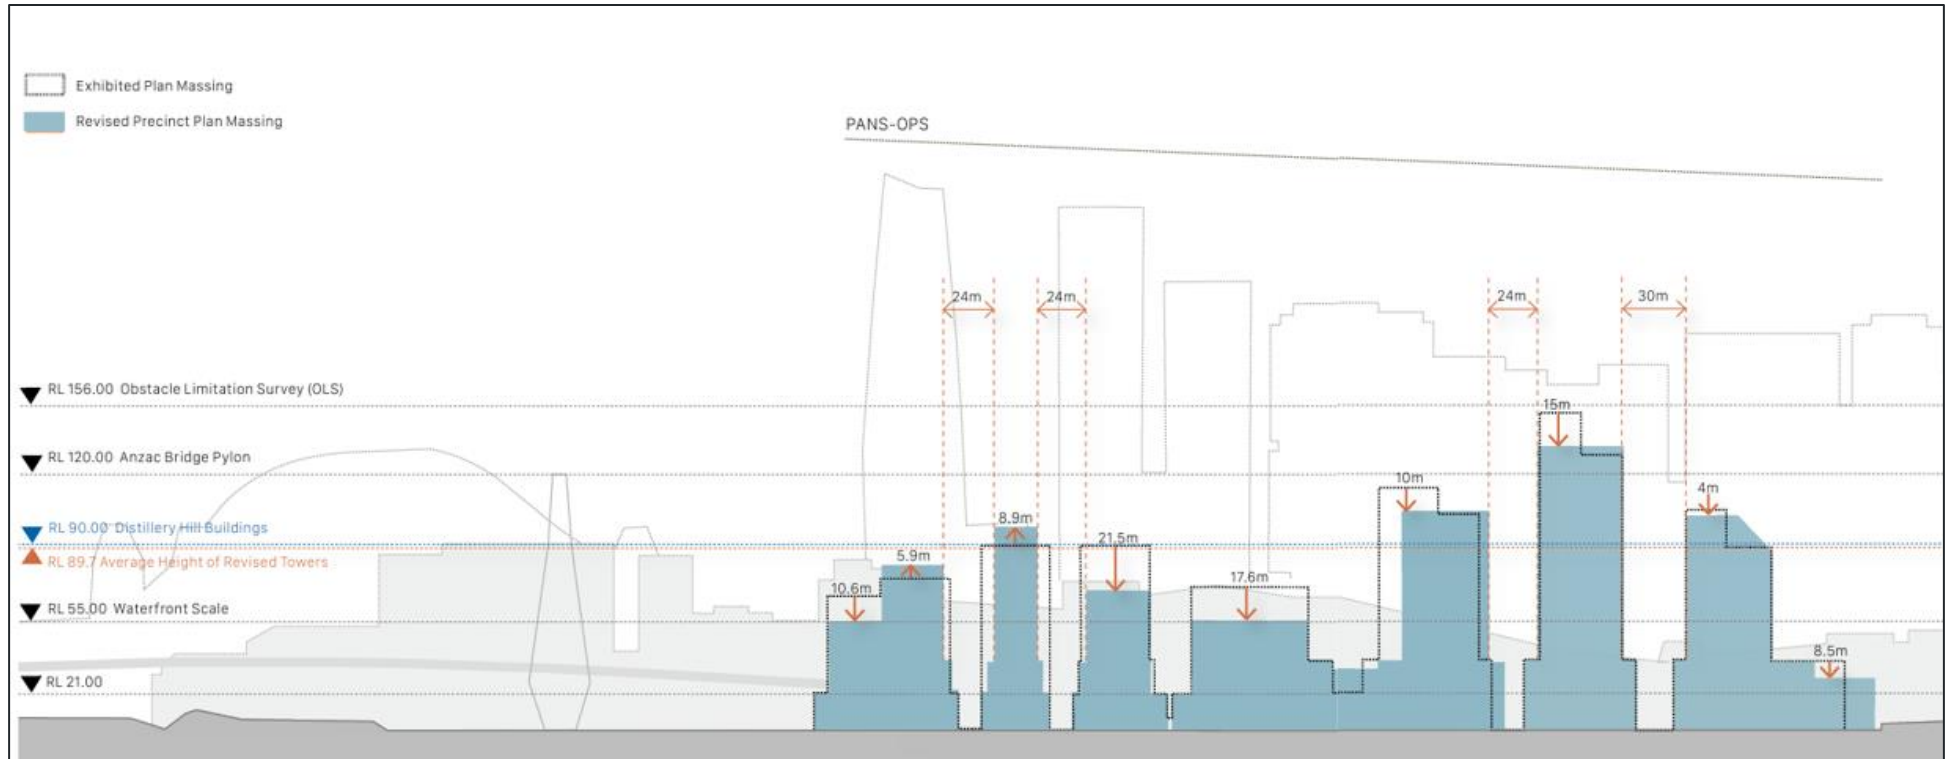 Exhibited Plan Massing
Revised Precinct Plan Massing
PANS-OPS
24m
24m
24m
30m
RL 156.00 Obstacle Limitation Survey (OLS)
15m
RL 120.00 Anzac Bridge Pylon
10m
4m
RL 90.00 Distillery Hill Buildings
8.9m
21.5m
RL 89.7 Average Height of Revised Towers
5.9m
10.6m
17.6m
RL 55.00 Waterfront Scale
8.5m
RL 21.00